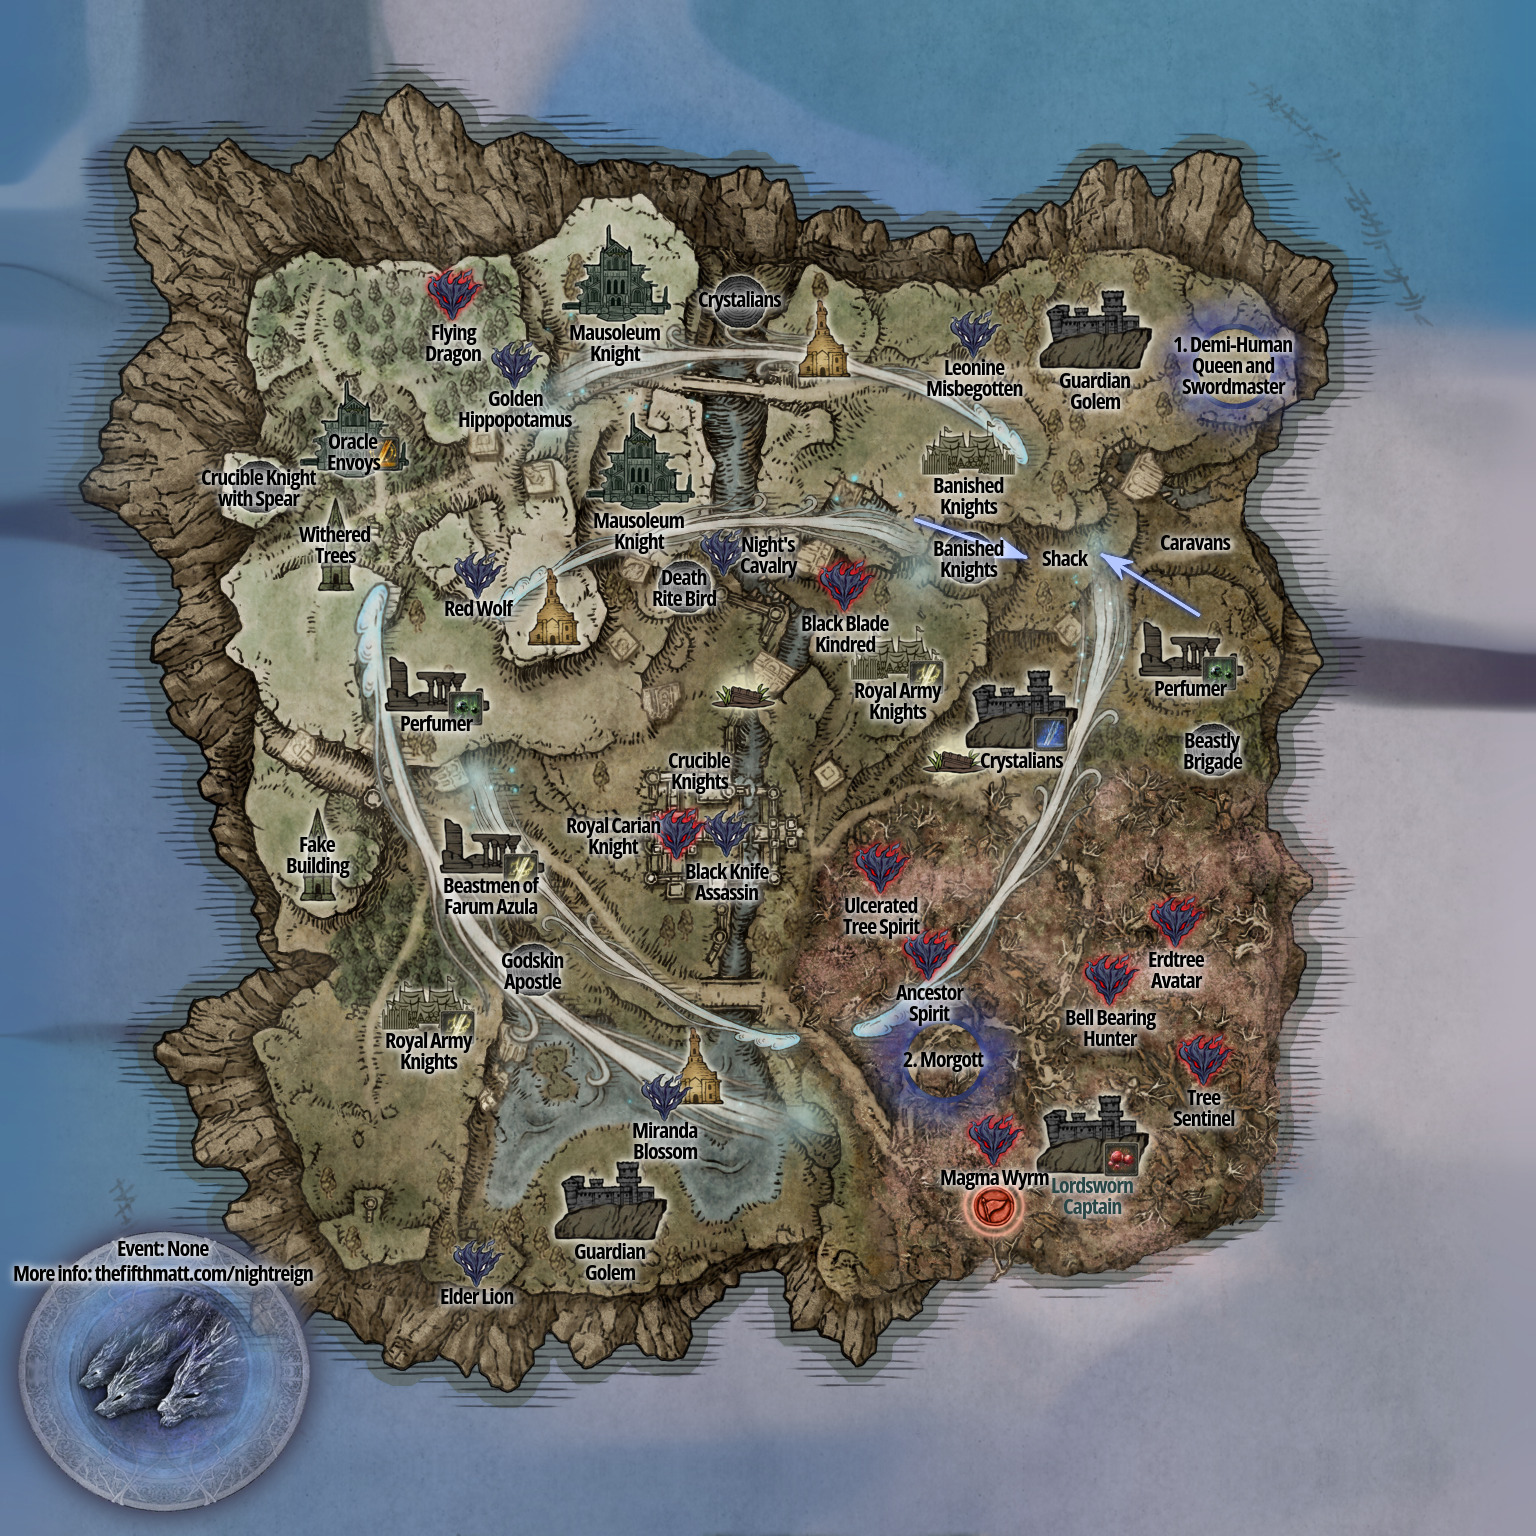 Crystalians
Flying
Dragon
Mausoleum
Knight
Leonine
Misbegotten
Guardian
Golem
1. Demi-Human
Queen and
Swordmaster
Golden
Hippopotamus
Oracle
Envoys
Crucible Knight
with Spear
Banished
Knights
Withered
Trees
Mausoleum
Knight
Night's
Cavalry
Banished
Knights
Shack
Caravans
Red Wolf
Death
Rite Bird
Black Blade
Kindred
Royal Army
Knights
Perfumer
Perfumer
Crystalians
Beastly
Brigade
Crucible
Knights
Royal Carian
Knight
Black Knife
Assassin
Fake
Building
Beastmen of
Farum Azula
Ulcerated
Tree Spirit
Erdtree
Avatar
Godskin
Apostle
Ancestor
Spirit
Bell Bearing
Hunter
Royal Army
Knights
2. Morgott
Tree
Sentinel
Miranda
Blossom
Magma Wyrm
Lordsworn
Captain
Guardian
Golem
Elder Lion
Event: None
More info: thefifthmatt.com/nightreign